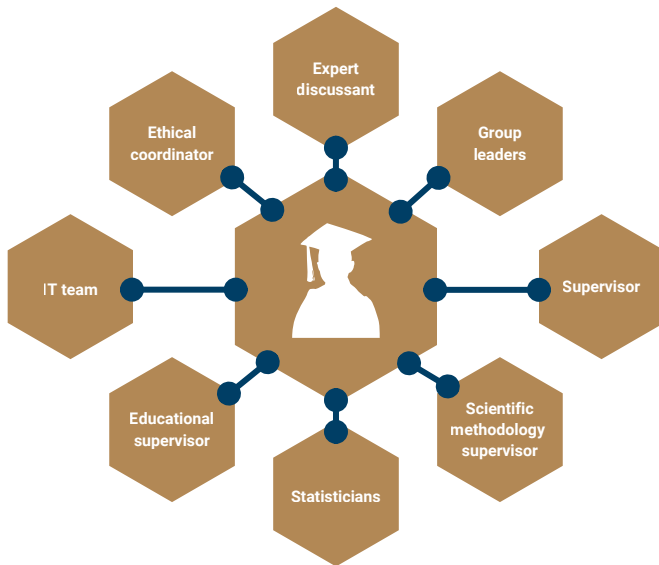 Expert
discussant
Ethical
coordinator
Group
leaders
IT team
Supervisor
Educational
supervisor
Scientific
methodology
supervisor
Statisticians